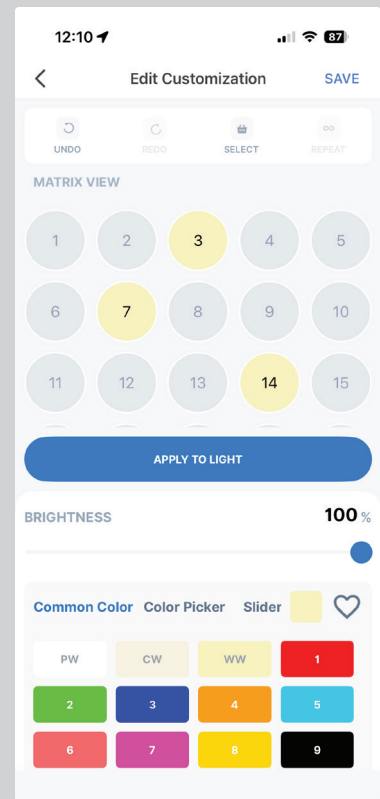 12:10 87
Edit Customization SAVE
UNDO REDO SELECT REPEAT
MATRIX VIEW
1 2 3 4 5
6 7 8 9 10
11 12 13 14 15
APPLY TO LIGHT
BRIGHTNESS 100 %
Common Color Color Picker Slider
PW CW WW 1
2 3 4 5
6 7 8 9